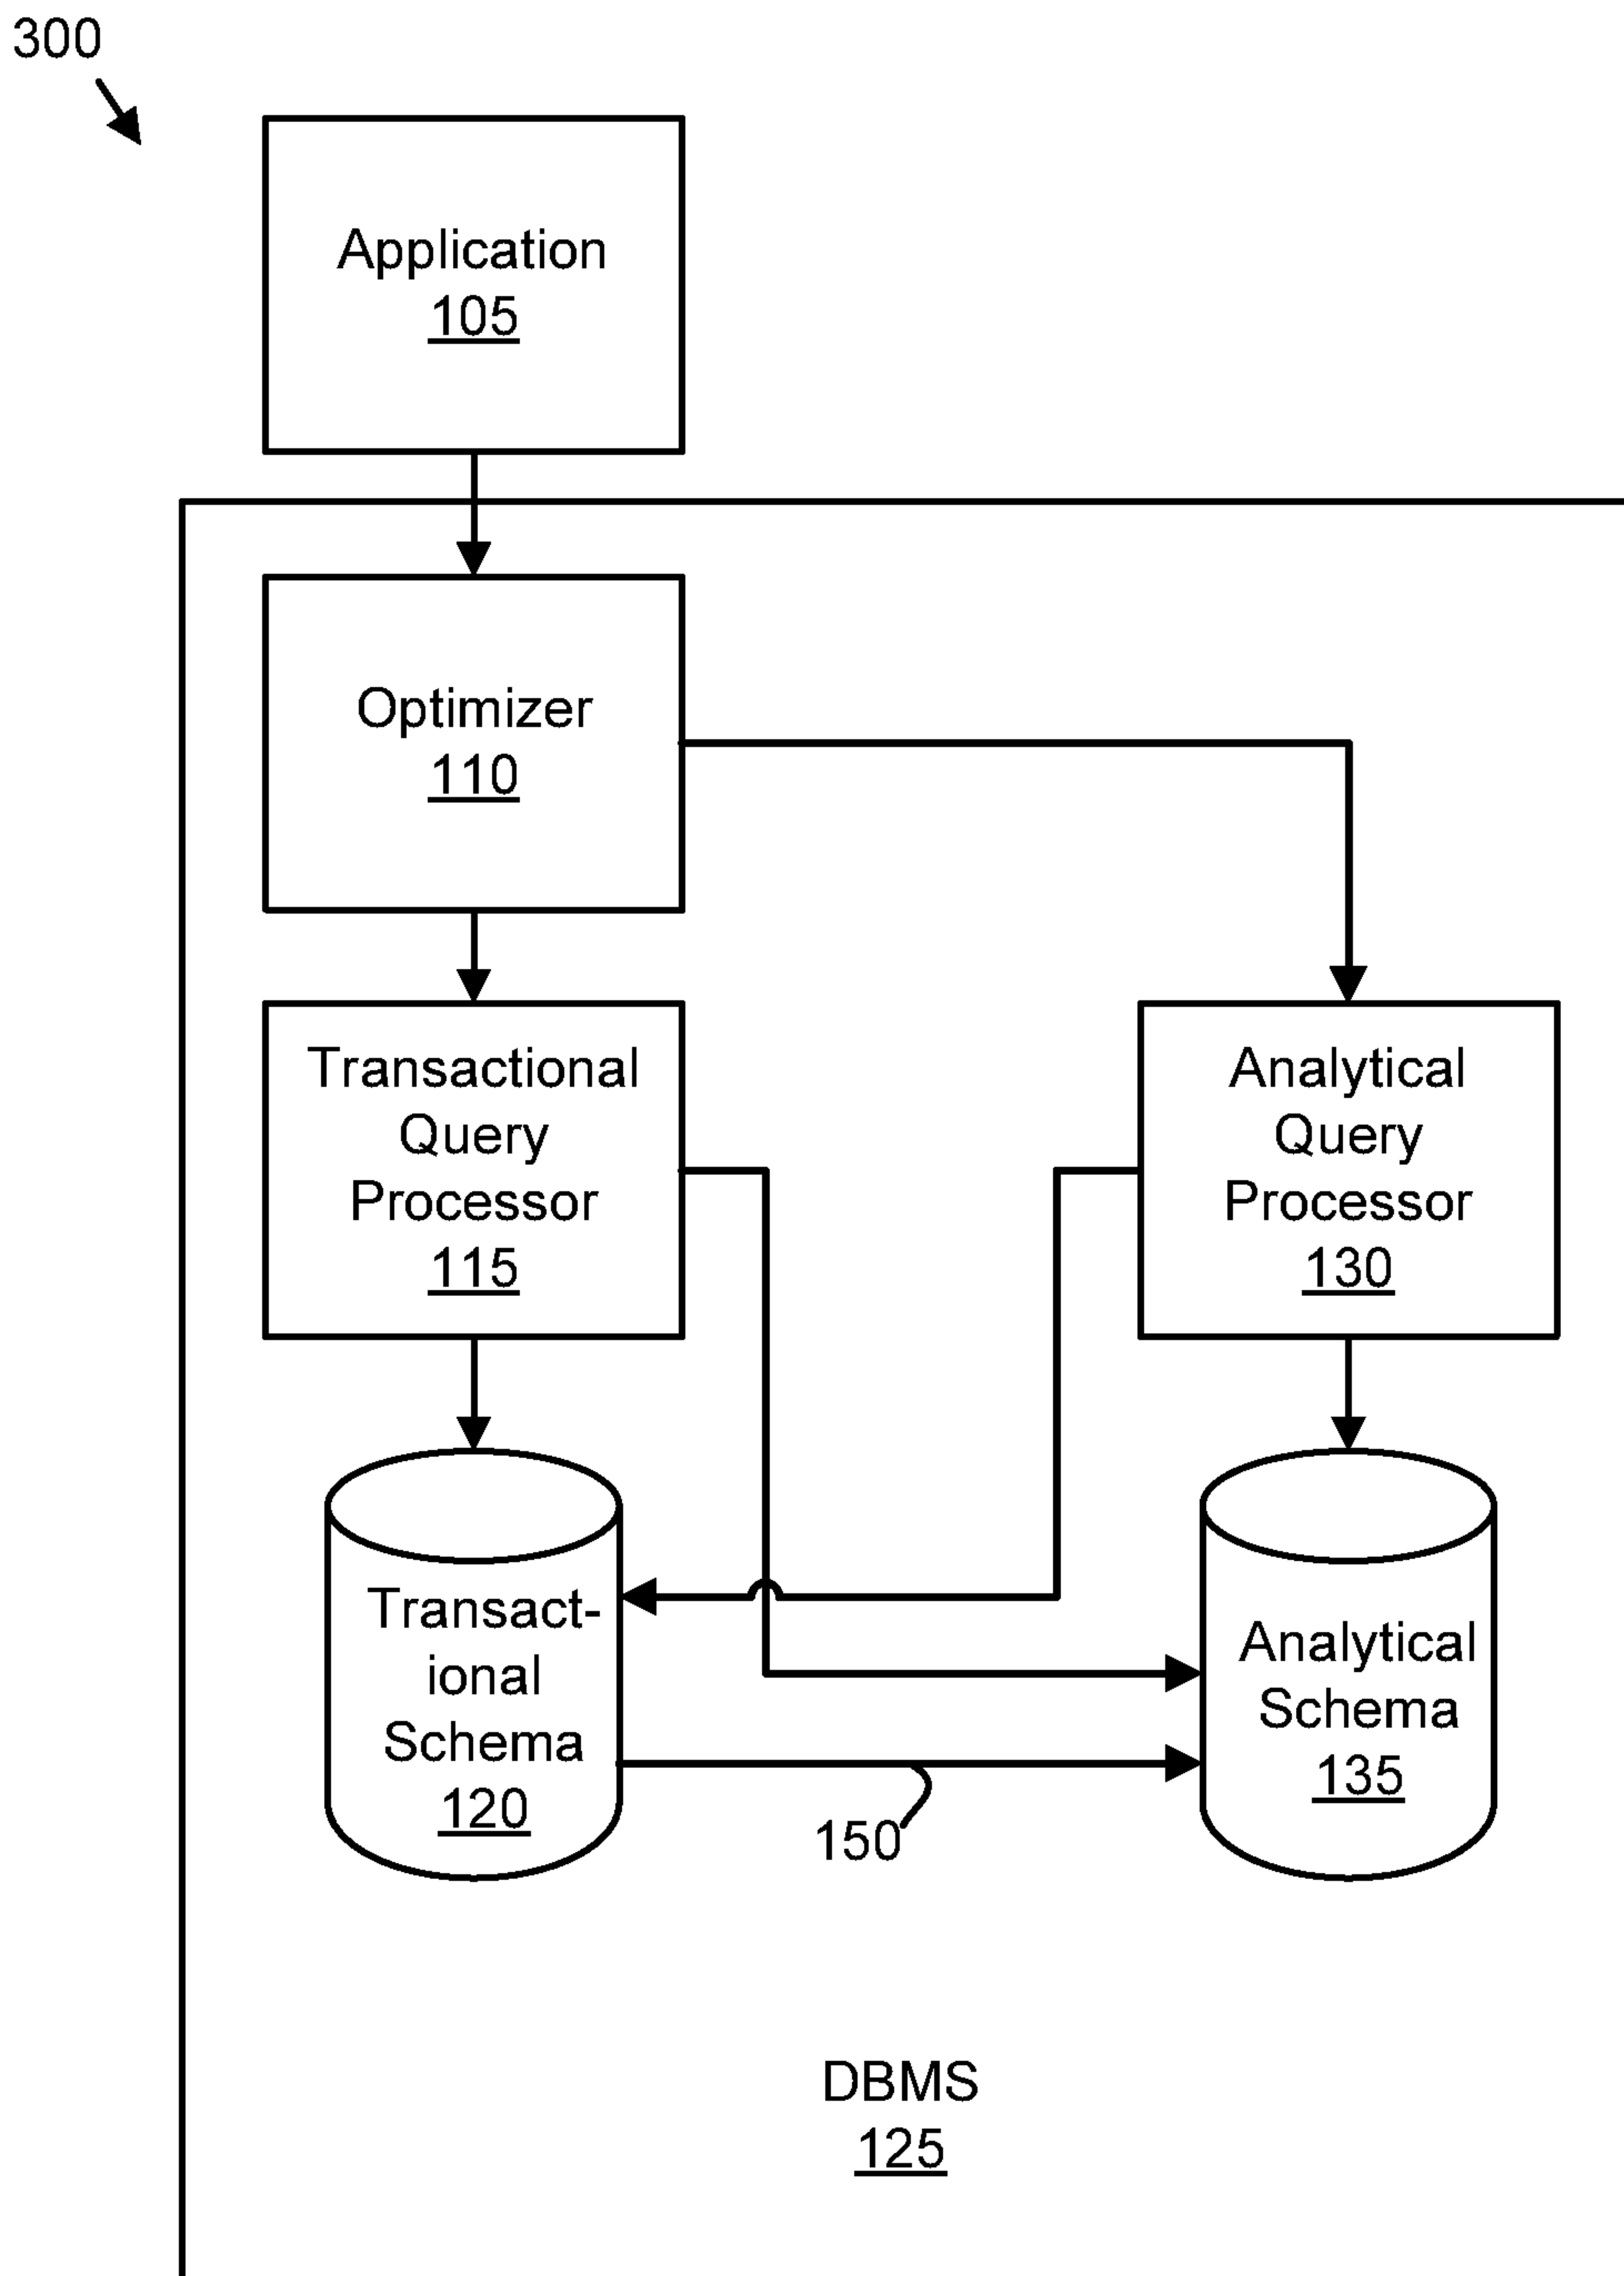 300
Application
105
Optimizer
110
Transactional
Query
Processor
115
Analytical
Query
Processor
130
Transact-
ional
Schema
120
Analytical
Schema
135
150
DBMS
125